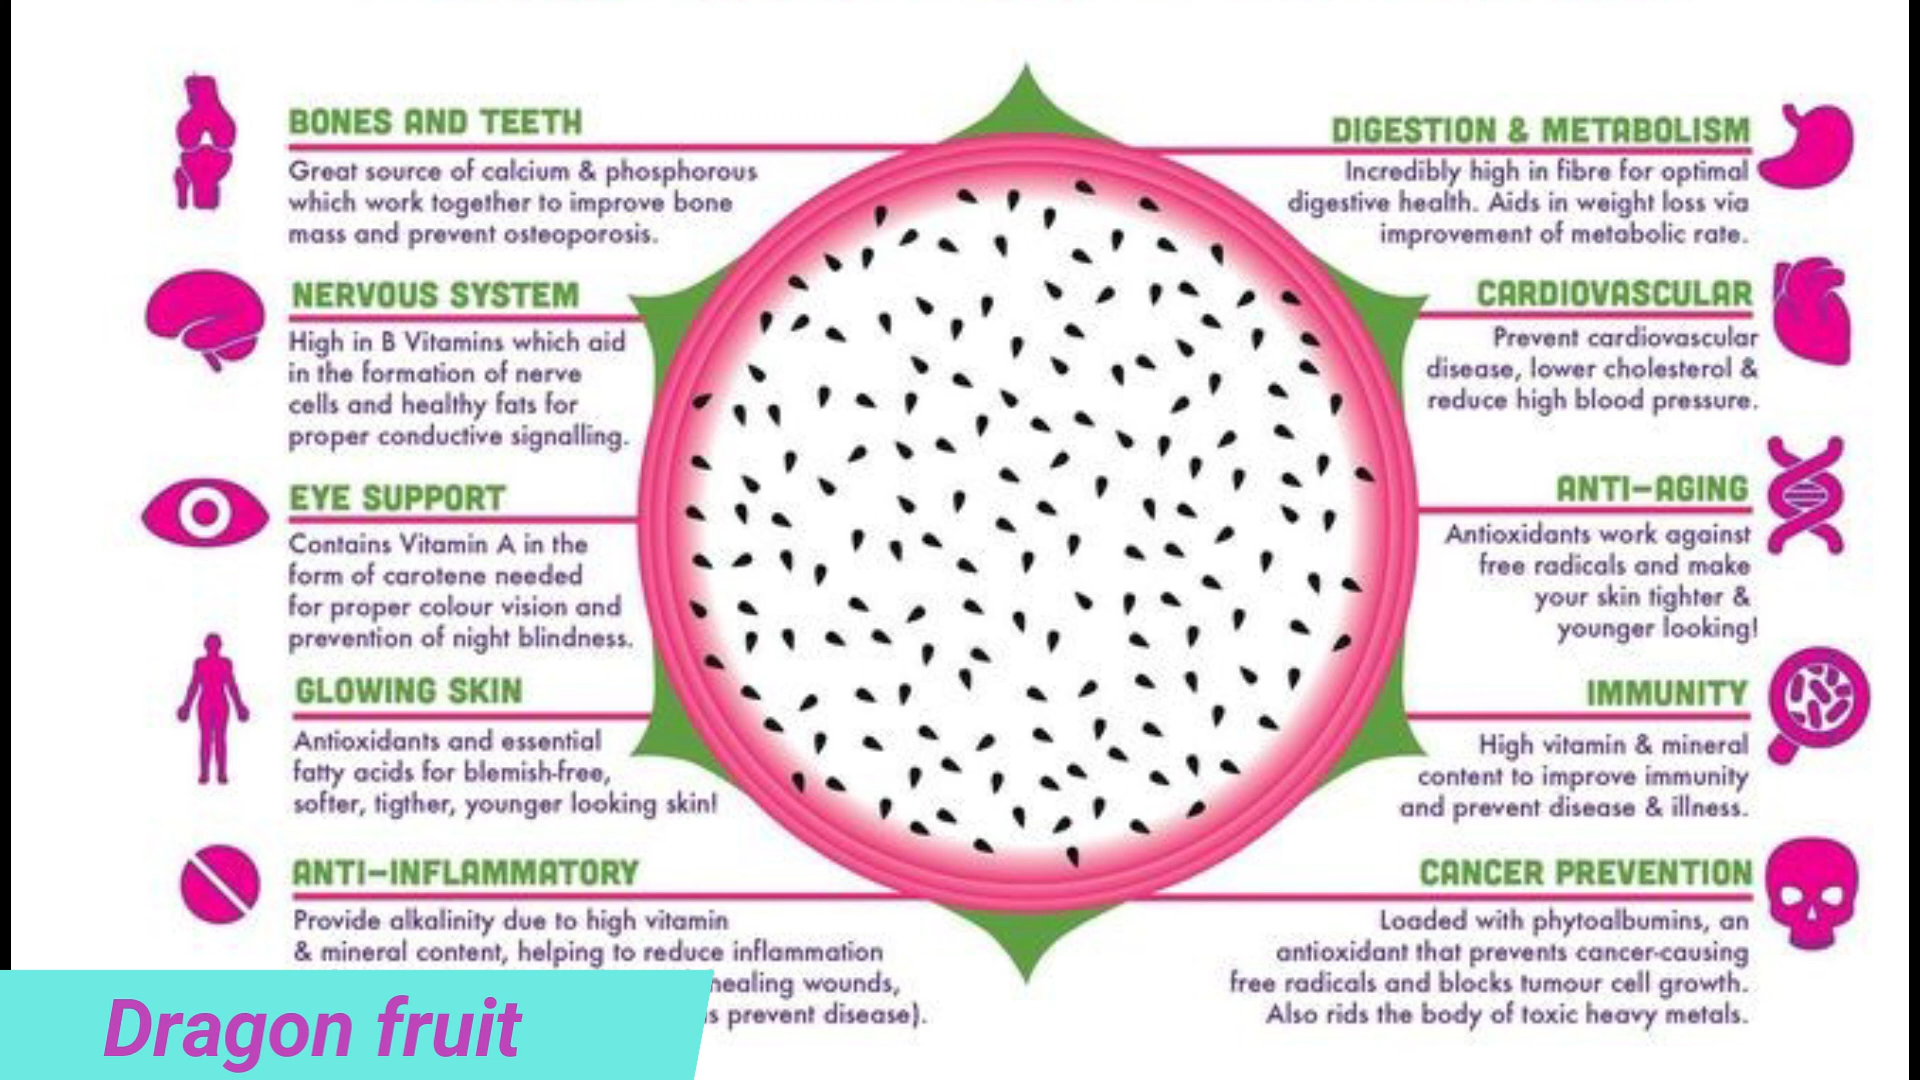 BONES AND TEETH
Great source of calcium & phosphorous
which work together to improve bone
mass and prevent osteoporosis.
NERVOUS SYSTEM
High in B Vitamins which aid
in the formation of nerve
cells and healthy fats for
proper conductive signalling.
EYE SUPPORT
Contains Vitamin A in the
form of carotene needed
for proper colour vision and
prevention of night blindness.
GLOWING SKIN
Antioxidants and essential
fatty acids for blemish-free,
softer, tigther, younger looking skin!
ANTI-INFLAMMATORY
Provide alkalinity due to high vitamin
& mineral content, helping to reduce inflammation
healing wounds,
prevent disease).
DIGESTION & METABOLISM
Incredibly high in fibre for optimal
digestive health. Aids in weight loss via
improvement of metabolic rate.
CARDIOVASCULAR
Prevent cardiovascular
disease, lower cholesterol &
reduce high blood pressure.
ANTI-AGING
Antioxidants work against
free radicals and make
your skin tighter &
younger looking!
IMMUNITY
High vitamin & mineral
content to improve immunity
and prevent disease & illness.
CANCER PREVENTION
Loaded with phytoalbumins, an
antioxidant that prevents cancer-causing
free radicals and blocks tumour cell growth.
Also rids the body of toxic heavy metals.
Dragon fruit